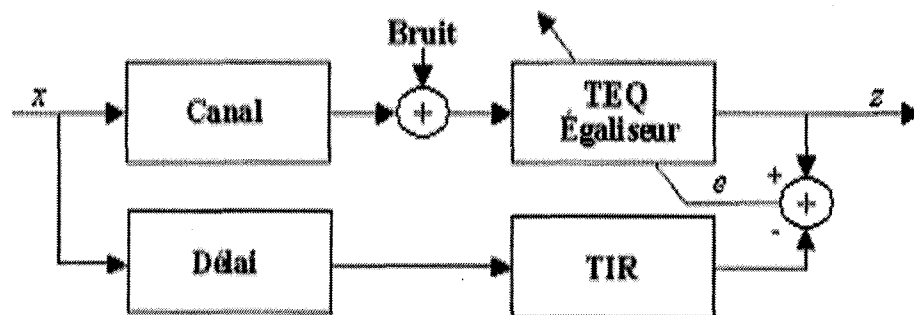 Bruit
x
Canal
+
TEQ
Égaliseur
z
e
+
+
-
Délai
TIR